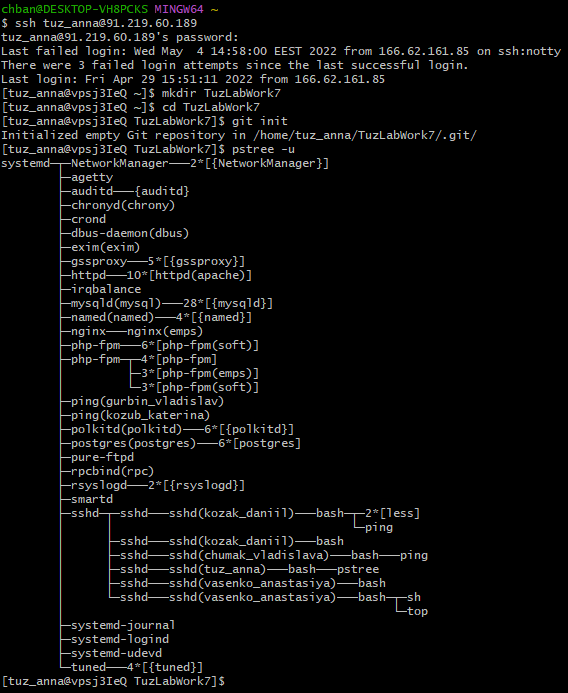 chban@DESKTOP-VH8PCKS MINGW64 ~
$ ssh tuz_anna@91.219.60.189
tuz_anna@91.219.60.189's password:
Last failed login: Wed May  4 14:58:00 EEST 2022 from 166.62.161.85 on ssh:notty
There were 3 failed login attempts since the last successful login.
Last login: Fri Apr 29 15:51:11 2022 from 166.62.161.85
[tuz_anna@vpsj3IeQ ~]$ mkdir TuzLabWork7
[tuz_anna@vpsj3IeQ ~]$ cd TuzLabWork7
[tuz_anna@vpsj3IeQ TuzLabWork7]$ git init
Initialized empty Git repository in /home/tuz_anna/TuzLabWork7/.git/
[tuz_anna@vpsj3IeQ TuzLabWork7]$ pstree -u
systemd─┬─NetworkManager───2*[{NetworkManager}]
        ├─agetty
        ├─auditd───{auditd}
        ├─chronyd(chrony)
        ├─crond
        ├─dbus-daemon(dbus)
        ├─exim(exim)
        ├─gssproxy───5*[{gssproxy}]
        ├─httpd───10*[httpd(apache)]
        ├─irqbalance
        ├─mysqld(mysql)───28*[{mysqld}]
        ├─named(named)───4*[{named}]
        ├─nginx───nginx(emps)
        ├─php-fpm───6*[php-fpm(soft)]
        ├─php-fpm─┬─4*[php-fpm]
        │         ├─3*[php-fpm(emps)]
        │         └─3*[php-fpm(soft)]
        ├─ping(gurbin_vladislav)
        ├─ping(kozub_katerina)
        ├─polkitd(polkitd)───6*[{polkitd}]
        ├─postgres(postgres)───6*[postgres]
        ├─pure-ftpd
        ├─rpcbind(rpc)
        ├─rsyslogd───2*[{rsyslogd}]
        ├─smartd
        ├─sshd─┬─sshd───sshd(kozak_daniil)───bash─┬─2*[less]
        │      │                                  └─ping
        │      ├─sshd───sshd(kozak_daniil)───bash
        │      ├─sshd───sshd(chumak_vladislava)───bash───ping
        │      ├─sshd───sshd(tuz_anna)───bash───pstree
        │      ├─sshd───sshd(vasenko_anastasiya)───bash
        │      └─sshd───sshd(vasenko_anastasiya)───bash─┬─sh
        │                                               └─top
        ├─systemd-journal
        ├─systemd-logind
        ├─systemd-udevd
        └─tuned───4*[{tuned}]
[tuz_anna@vpsj3IeQ TuzLabWork7]$